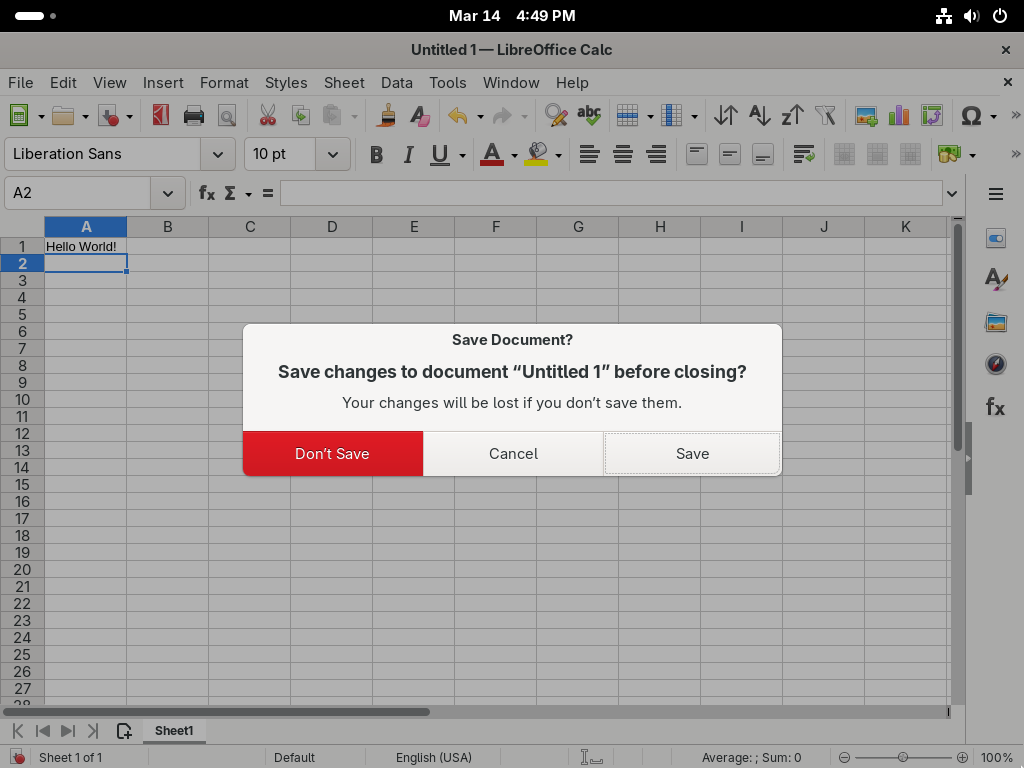 Mar 14 4:49 PM
Untitled 1 — LibreOffice Calc
File Edit View Insert Format Styles Sheet Data Tools Window Help
Liberation Sans 10 pt B I U A
A2 fx Σ =
A B C D E F G H I J K
1 Hello World!
2
3
4
5
6
7
8
9
10
11
12
13
14
15
16
17
18
19
20
21
22
23
24
25
26
27
28
Save Document?
Save changes to document “Untitled 1” before closing?
Your changes will be lost if you don’t save them.
Don’t Save Cancel Save
Sheet1
Sheet 1 of 1 Default English (USA) Average: ; Sum: 0 100%